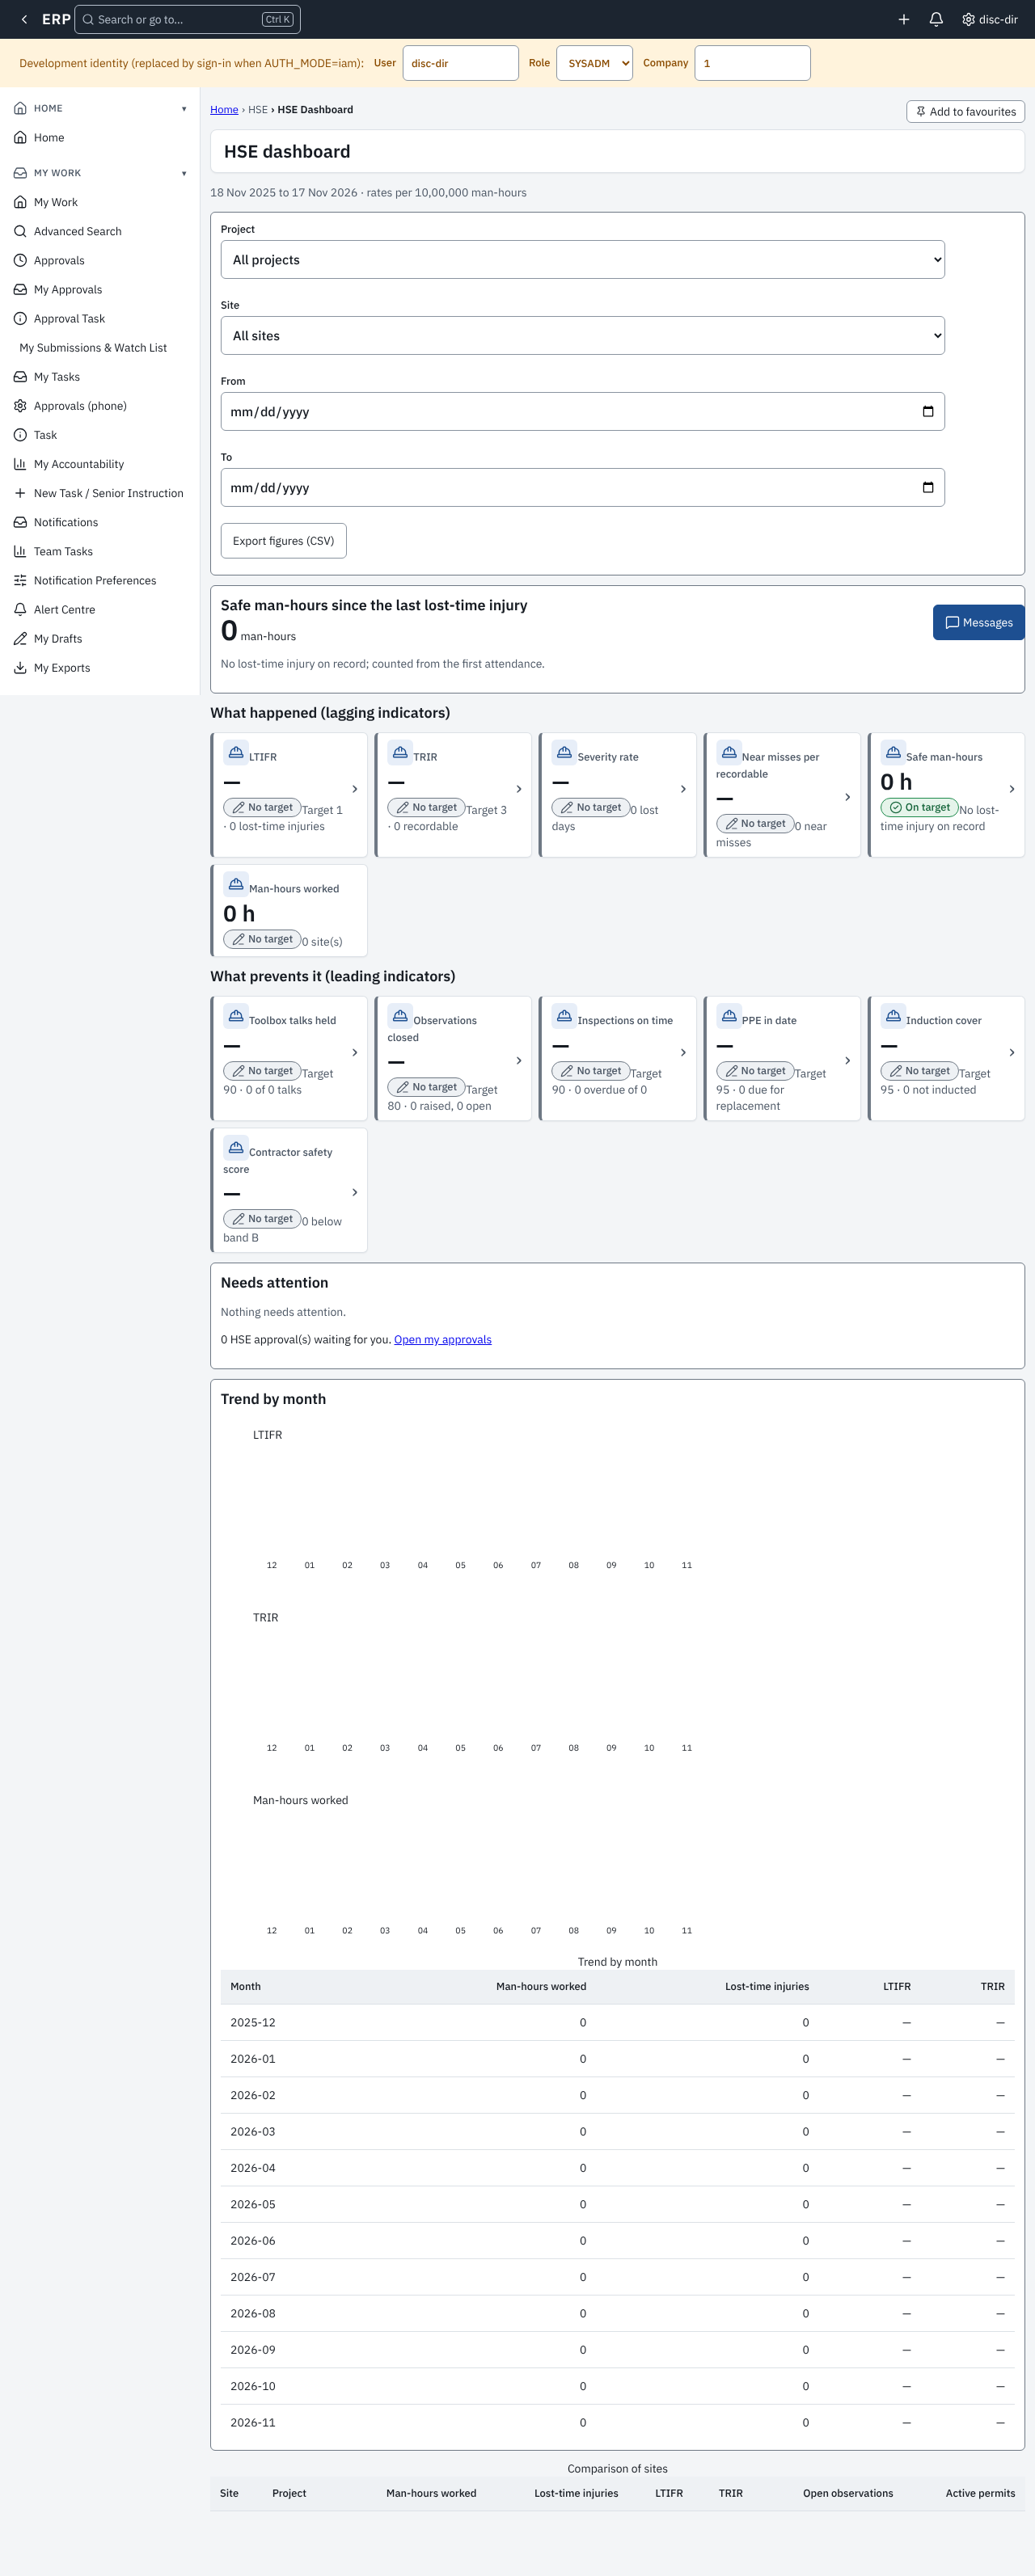 ERP
Search or go to...
Ctrl K
disc-dir
Development identity (replaced by sign-in when AUTH_MODE=iam):
User
disc-dir
Role
SYSADM
Company
1
HOME
Home
MY WORK
My Work
Advanced Search
Approvals
My Approvals
Approval Task
My Submissions & Watch List
My Tasks
Approvals (phone)
Task
My Accountability
New Task / Senior Instruction
Notifications
Team Tasks
Notification Preferences
Alert Centre
My Drafts
My Exports
Home › HSE › HSE Dashboard
Add to favourites
HSE dashboard
18 Nov 2025 to 17 Nov 2026 · rates per 10,00,000 man-hours
Project
All projects
Site
All sites
From
mm/dd/yyyy
To
mm/dd/yyyy
Export figures (CSV)
Safe man-hours since the last lost-time injury
0 man-hours
No lost-time injury on record; counted from the first attendance.
Messages
What happened (lagging indicators)
LTIFR
—
No target Target 1
· 0 lost-time injuries
TRIR
—
No target Target 3
· 0 recordable
Severity rate
—
No target 0 lost
days
Near misses per
recordable
—
No target 0 near
misses
Safe man-hours
0 h
On target No lost-
time injury on record
Man-hours worked
0 h
No target 0 site(s)
What prevents it (leading indicators)
Toolbox talks held
—
No target Target
90 · 0 of 0 talks
Observations
closed
—
No target Target
80 · 0 raised, 0 open
Inspections on time
—
No target Target
90 · 0 overdue of 0
PPE in date
—
No target Target
95 · 0 due for
replacement
Induction cover
—
No target Target
95 · 0 not inducted
Contractor safety
score
—
No target 0 below
band B
Needs attention
Nothing needs attention.
0 HSE approval(s) waiting for you. Open my approvals
Trend by month
LTIFR
12 01 02 03 04 05 06 07 08 09 10 11
TRIR
12 01 02 03 04 05 06 07 08 09 10 11
Man-hours worked
12 01 02 03 04 05 06 07 08 09 10 11
Trend by month
Month Man-hours worked Lost-time injuries LTIFR TRIR
2025-12 0 0 — —
2026-01 0 0 — —
2026-02 0 0 — —
2026-03 0 0 — —
2026-04 0 0 — —
2026-05 0 0 — —
2026-06 0 0 — —
2026-07 0 0 — —
2026-08 0 0 — —
2026-09 0 0 — —
2026-10 0 0 — —
2026-11 0 0 — —
Comparison of sites
Site Project Man-hours worked Lost-time injuries LTIFR TRIR Open observations Active permits